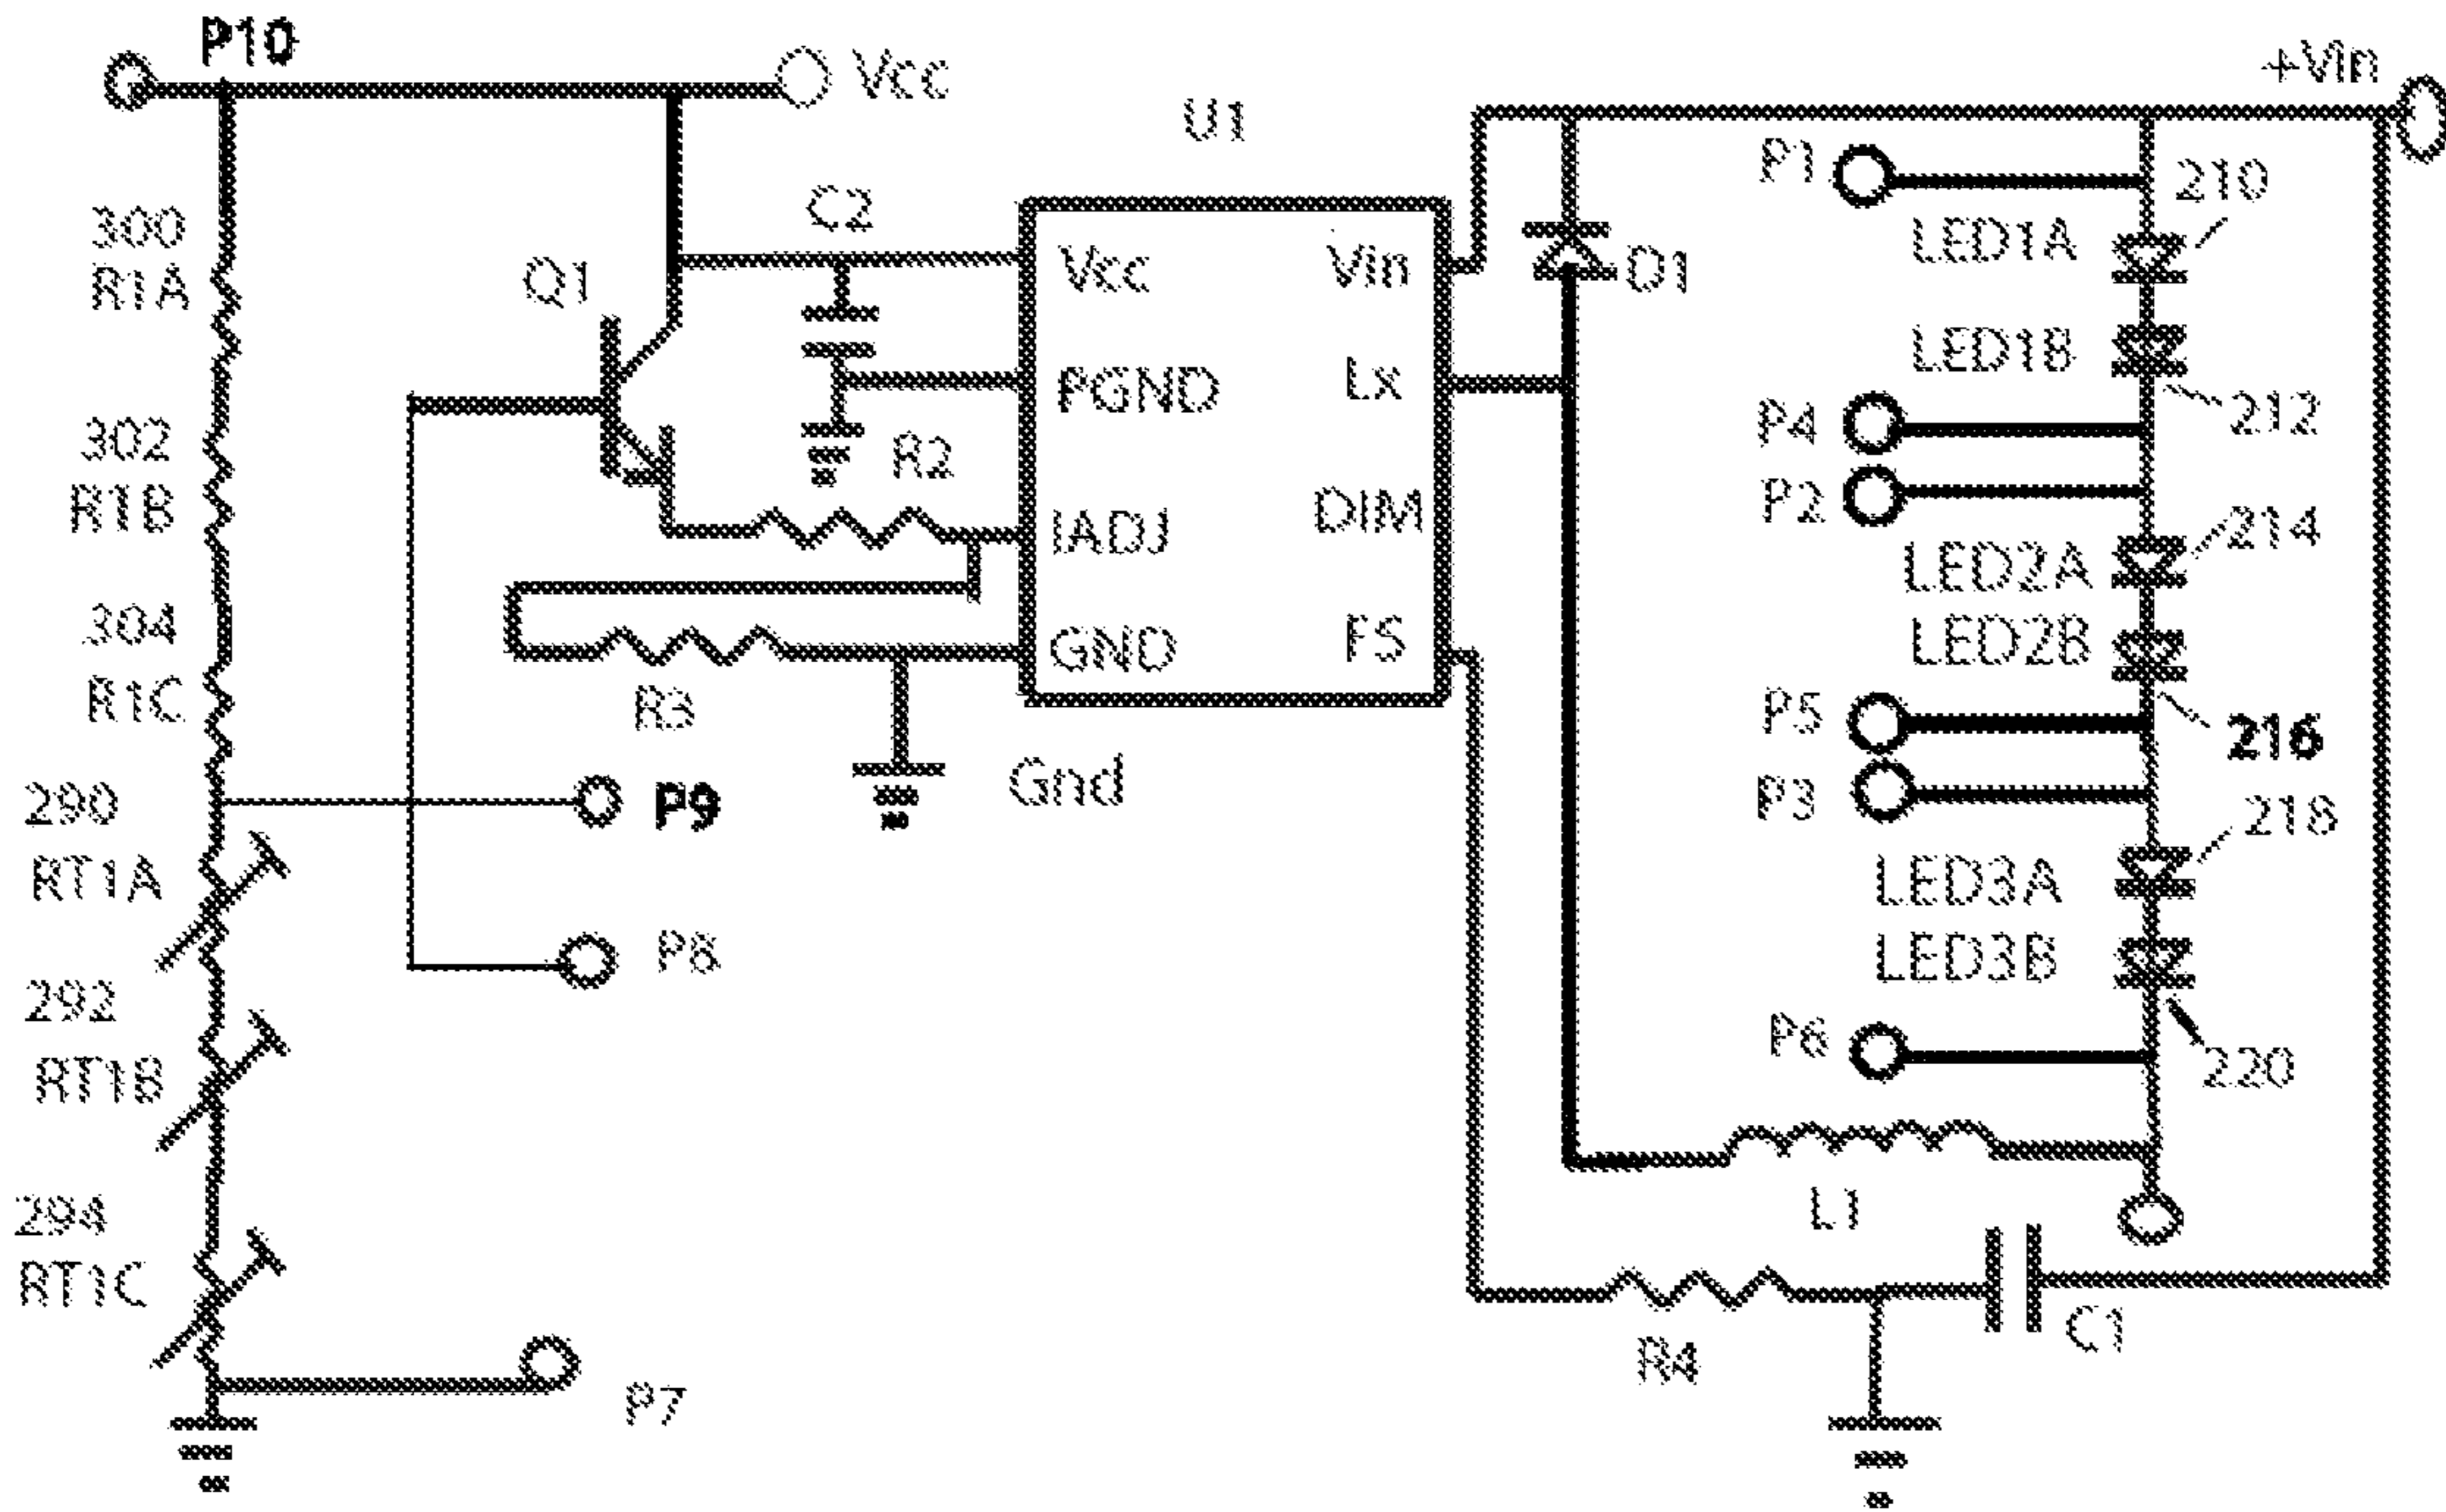 P10
Vcc
+Vin
U1
P1
210
300
R1A
C2
LED1A
Q1
Vcc
Vin
D1
LED1B
PGND
Lx
212
P4
302
R1B
R2
P2
DIM
214
IADJ
LED2A
304
R1C
GND
FS
LED2B
R3
P5
216
Gnd
P3
290
P9
218
RT1A
LED3A
P8
LED3B
292
RT1B
P6
220
294
RT1C
L1
C1
R4
P7